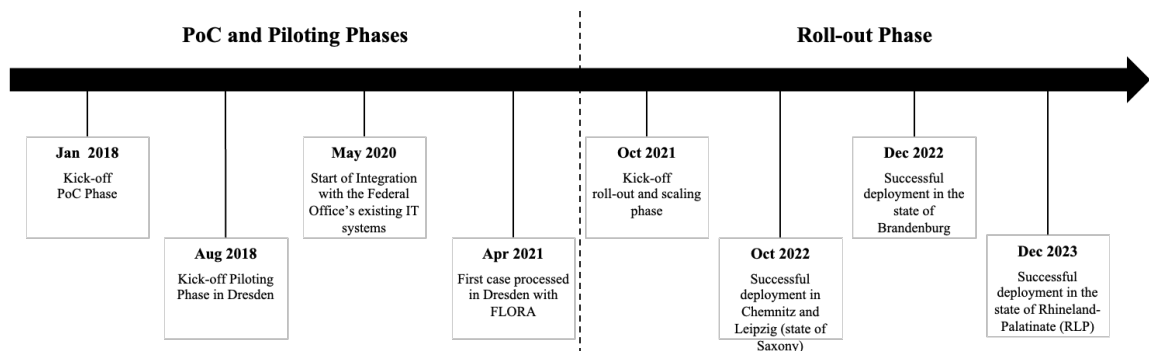 PoC and Piloting Phases
Roll-out Phase
Jan 2018
Kick-off
PoC Phase
Aug 2018
Kick-off Piloting
Phase in Dresden
May 2020
Start of Integration
with the Federal
Office's existing IT
systems
Apr 2021
First case processed
in Dresden with
FLORA
Oct 2021
Kick-off
roll-out and scaling
phase
Oct 2022
Successful
deployment in
Chemnitz and
Leipzig (state of
Saxony)
Dec 2022
Successful
deployment in the
state of
Brandenburg
Dec 2023
Successful
deployment in the
state of Rhineland-
Palatinate (RLP)